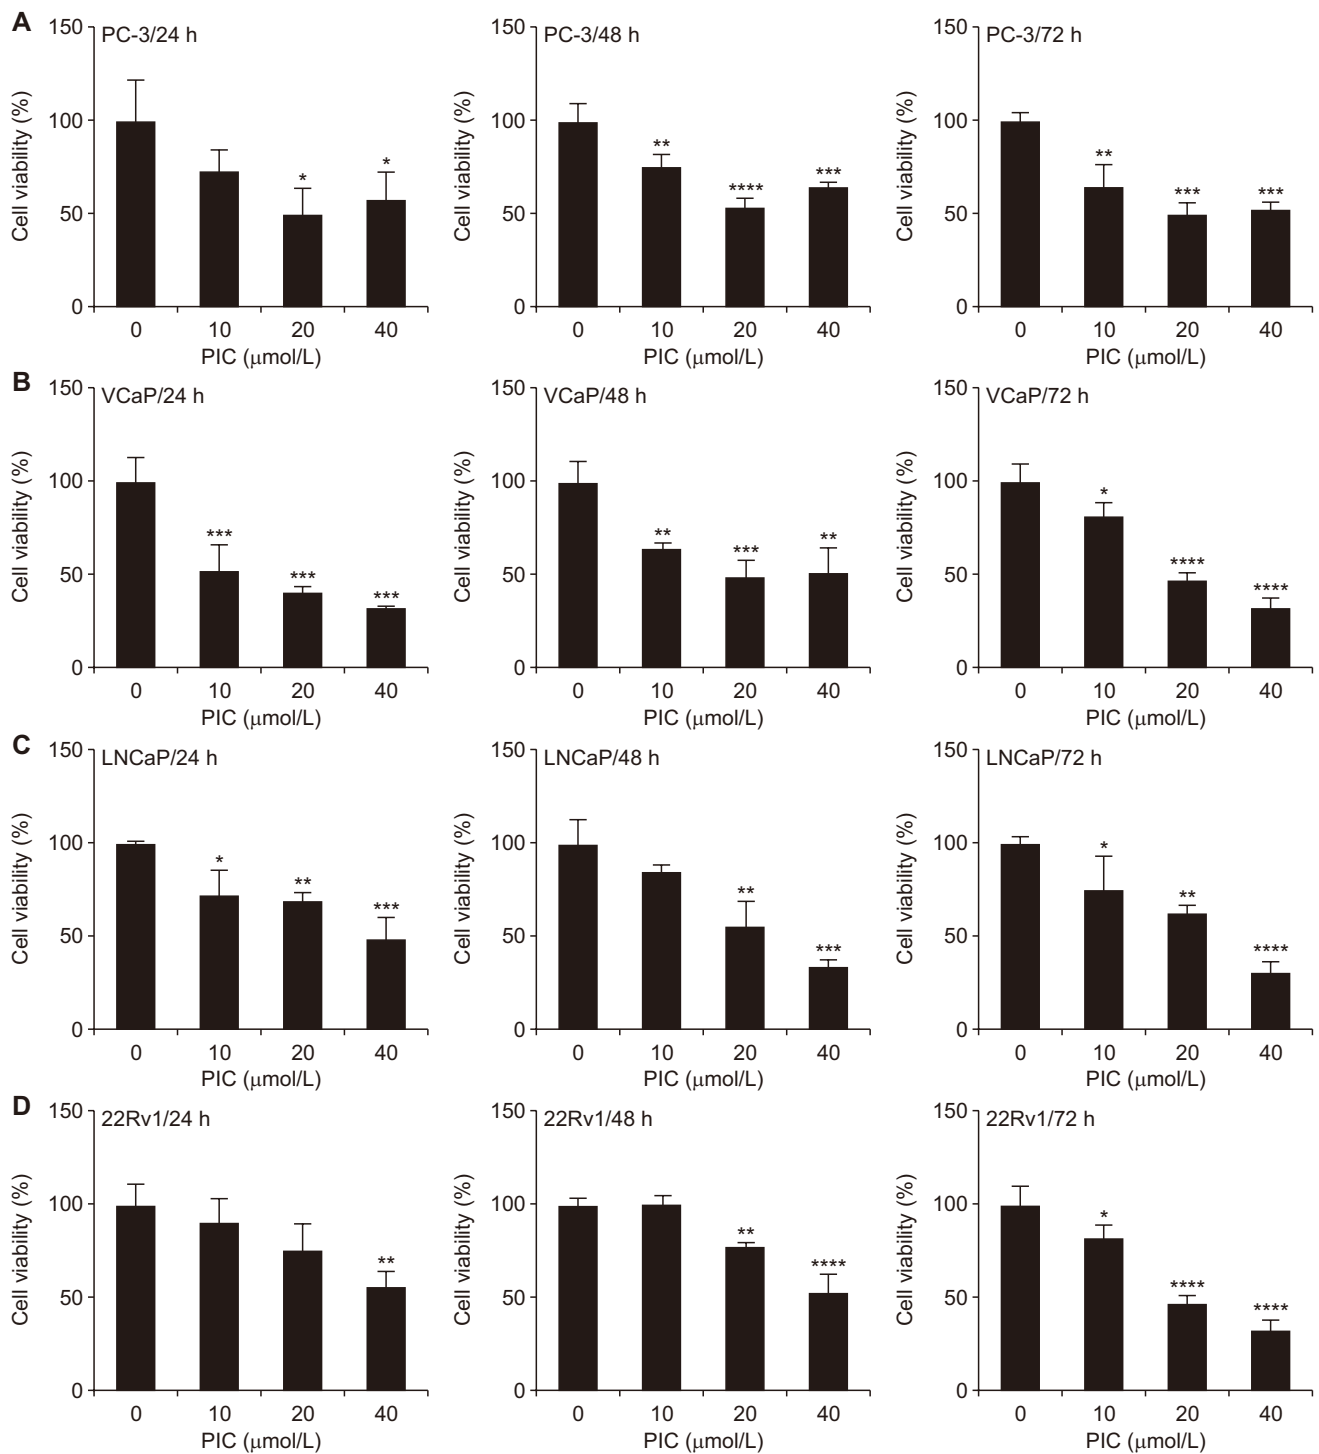 A
PC-3/24 h
Cell viability (%)
150
100
50
0
*
*
0 10 20 40
PIC (μmol/L)
PC-3/48 h
Cell viability (%)
150
100
50
0
**
****
***
0 10 20 40
PIC (μmol/L)
PC-3/72 h
Cell viability (%)
150
100
50
0
**
***
***
0 10 20 40
PIC (μmol/L)
B
VCaP/24 h
Cell viability (%)
150
100
50
0
***
***
***
0 10 20 40
PIC (μmol/L)
VCaP/48 h
Cell viability (%)
150
100
50
0
**
***
**
0 10 20 40
PIC (μmol/L)
VCaP/72 h
Cell viability (%)
150
100
50
0
*
****
****
0 10 20 40
PIC (μmol/L)
C
LNCaP/24 h
Cell viability (%)
150
100
50
0
*
**
***
0 10 20 40
PIC (μmol/L)
LNCaP/48 h
Cell viability (%)
150
100
50
0
**
***
0 10 20 40
PIC (μmol/L)
LNCaP/72 h
Cell viability (%)
150
100
50
0
*
**
****
0 10 20 40
PIC (μmol/L)
D
22Rv1/24 h
Cell viability (%)
150
100
50
0
**
0 10 20 40
PIC (μmol/L)
22Rv1/48 h
Cell viability (%)
150
100
50
0
**
****
0 10 20 40
PIC (μmol/L)
22Rv1/72 h
Cell viability (%)
150
100
50
0
*
****
****
0 10 20 40
PIC (μmol/L)